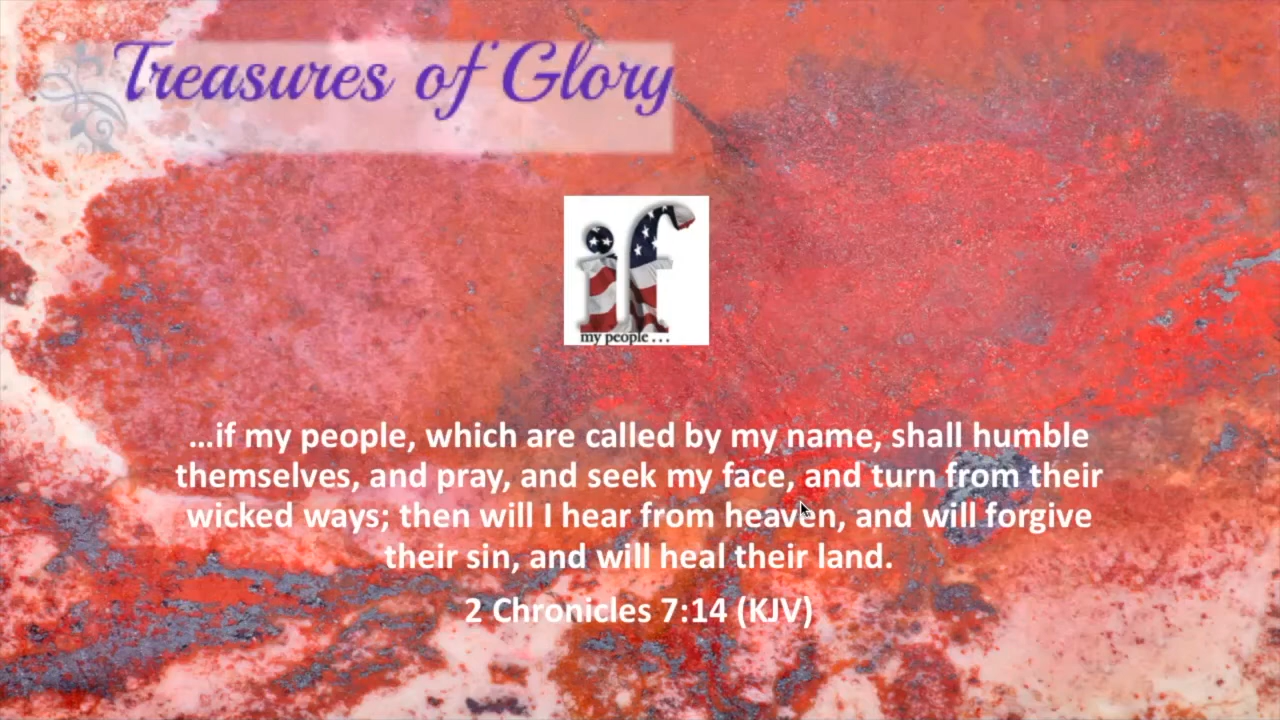 Treasures of Glory
if
my people...
...if my people, which are called by my name, shall humble
themselves, and pray, and seek my face, and turn from their
wicked ways; then will I hear from heaven, and will forgive
their sin, and will heal their land.
2 Chronicles 7:14 (KJV)